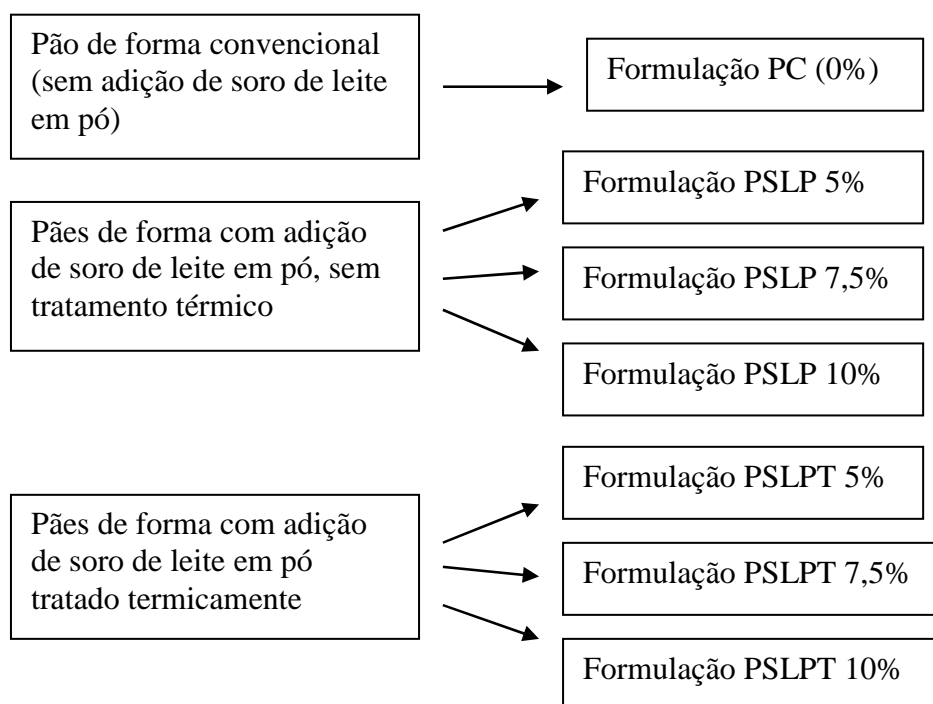 Pão de forma convencional
(sem adição de soro de leite
em pó)
Formulação PC (0%)
Pães de forma com adição
de soro de leite em pó, sem
tratamento térmico
Formulação PSLP 5%
Formulação PSLP 7,5%
Formulação PSLP 10%
Pães de forma com adição
de soro de leite em pó
tratado termicamente
Formulação PSLPT 5%
Formulação PSLPT 7,5%
Formulação PSLPT 10%